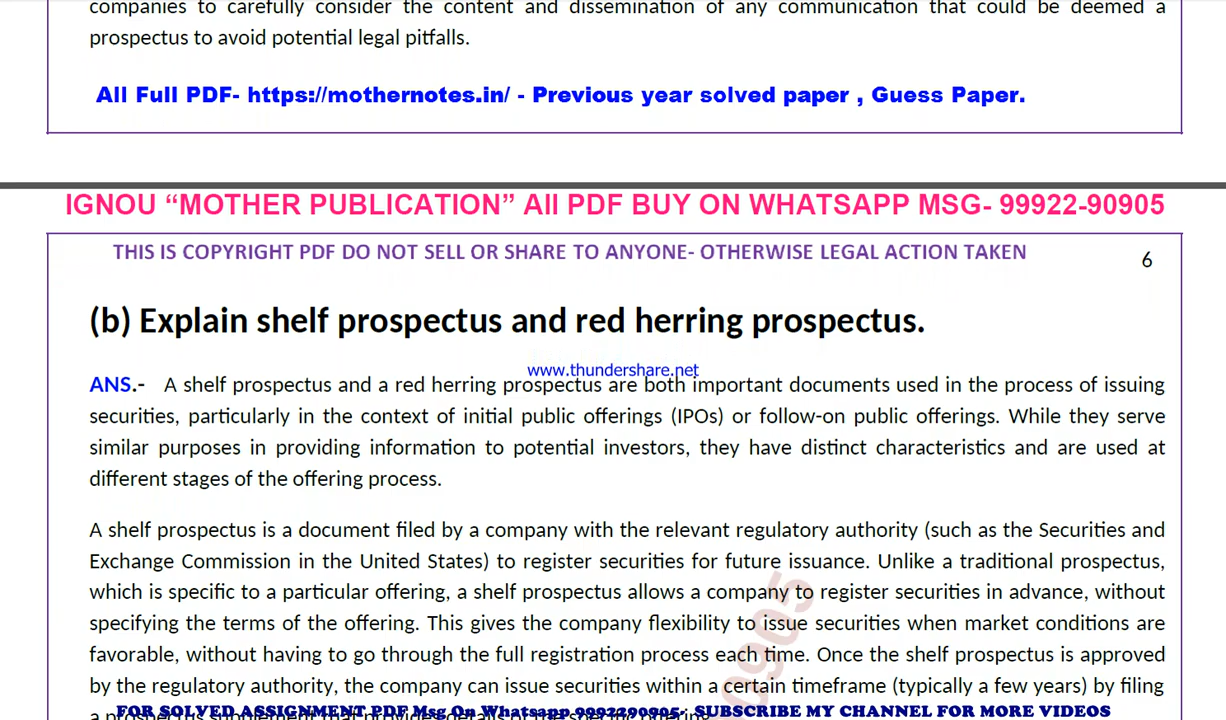 companies to carefully consider the content and dissemination of any communication that could be deemed a
prospectus to avoid potential legal pitfalls.
All Full PDF- https://mothernotes.in/ - Previous year solved paper , Guess Paper.
IGNOU “MOTHER PUBLICATION” All PDF BUY ON WHATSAPP MSG- 99922-90905
THIS IS COPYRIGHT PDF DO NOT SELL OR SHARE TO ANYONE- OTHERWISE LEGAL ACTION TAKEN
6
(b) Explain shelf prospectus and red herring prospectus.
www.thundershare.net
ANS.- A shelf prospectus and a red herring prospectus are both important documents used in the process of issuing
securities, particularly in the context of initial public offerings (IPOs) or follow-on public offerings. While they serve
similar purposes in providing information to potential investors, they have distinct characteristics and are used at
different stages of the offering process.
A shelf prospectus is a document filed by a company with the relevant regulatory authority (such as the Securities and
Exchange Commission in the United States) to register securities for future issuance. Unlike a traditional prospectus,
which is specific to a particular offering, a shelf prospectus allows a company to register securities in advance, without
specifying the terms of the offering. This gives the company flexibility to issue securities when market conditions are
favorable, without having to go through the full registration process each time. Once the shelf prospectus is approved
by the regulatory authority, the company can issue securities within a certain timeframe (typically a few years) by filing
a prospectus supplement that provides details of the specific offering.
FOR SOLVED ASSIGNMENT PDF Msg On Whatsapp 9992290905- SUBSCRIBE MY CHANNEL FOR MORE VIDEOS
0905